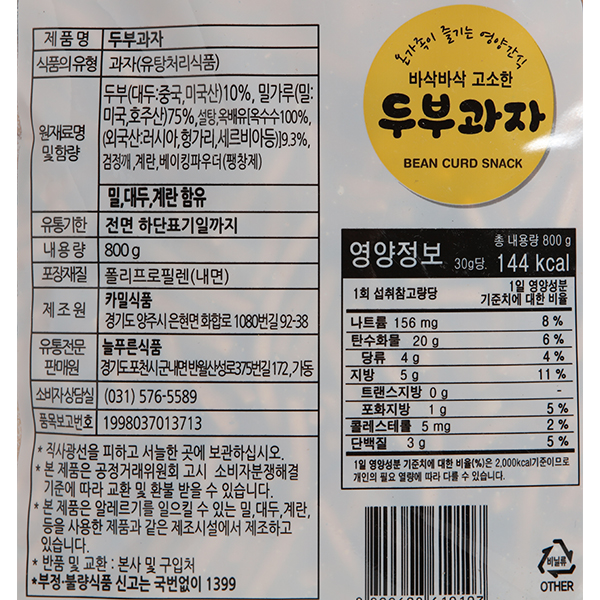 제품명 두부과자
식품의유형 과자(유탕처리식품)
원재료명 및함량
두부(대두:중국,미국산)10%, 밀가루(밀:
미국,호주산)75%,설탕,옥배유[옥수수100%,
(외국산:러시아,헝가리,세르비아등)]9.3%,
검정깨,계란,베이킹파우더(팽창제)
밀,대두,계란 함유
유통기한 전면 하단표기일까지
내용량 800g
포장재질 폴리프로필렌(내면)
제조원 카밀식품
경기도 양주시 은현면 화합로 1080번길 92-38
유통전문 판매원 늘푸른식품
경기도포천시군내면반월산성로375번길172,가동
소비자상담실 (031) 576-5589
품목보고번호 1998037013713
* 직사광선을 피하고 서늘한 곳에 보관하십시오.
* 본 제품은 공정거래위원회 고시 소비자분쟁해결
기준에 따라 교환 및 환불 받을 수 있습니다.
* 본 제품은 알레르기를 일으킬 수 있는 밀,대두,계란,
등을 사용한 제품과 같은 제조시설에서 제조하고
있습니다.
* 반품 및 교환 : 본사 및 구입처
*부정·불량식품 신고는 국번없이 1399
온가족이 즐기는 영양간식
바삭바삭 고소한
두부과자
BEAN CURD SNACK
영양정보
총 내용량 800g
30g당. 144 kcal
1회 섭취참고량당
1일 영양성분
기준치에 대한 비율
나트륨 156 mg 8 %
탄수화물 20 g 6 %
당류 4 g 4 %
지방 5 g 11 %
트랜스지방 0 g -
포화지방 1 g 5 %
콜레스테롤 5 mg 2 %
단백질 3 g 5 %
1일 영양성분 기준치에 대한 비율(%)은 2,000kcal기준이므로
개인의 필요 열량에 따라 다를 수 있습니다.
비닐류
OTHER